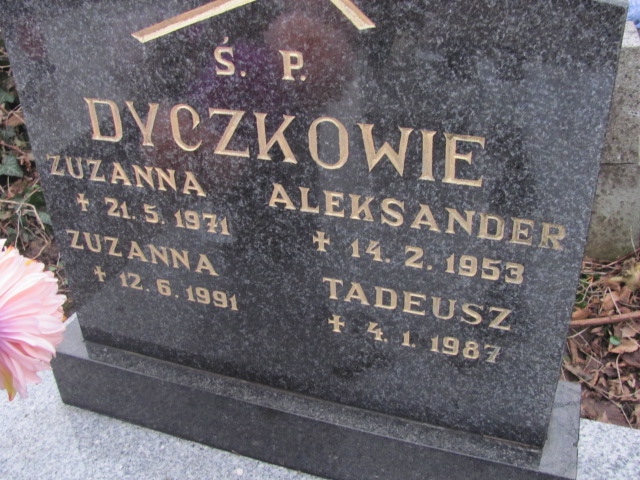 Ś. P.
DYCZKOWIE
ZUZANNA
✝ 21. 5. 1971
ZUZANNA
✝ 12. 6. 1991
ALEKSANDER
✝ 14. 2. 1953
TADEUSZ
✝ 4. 1. 1987